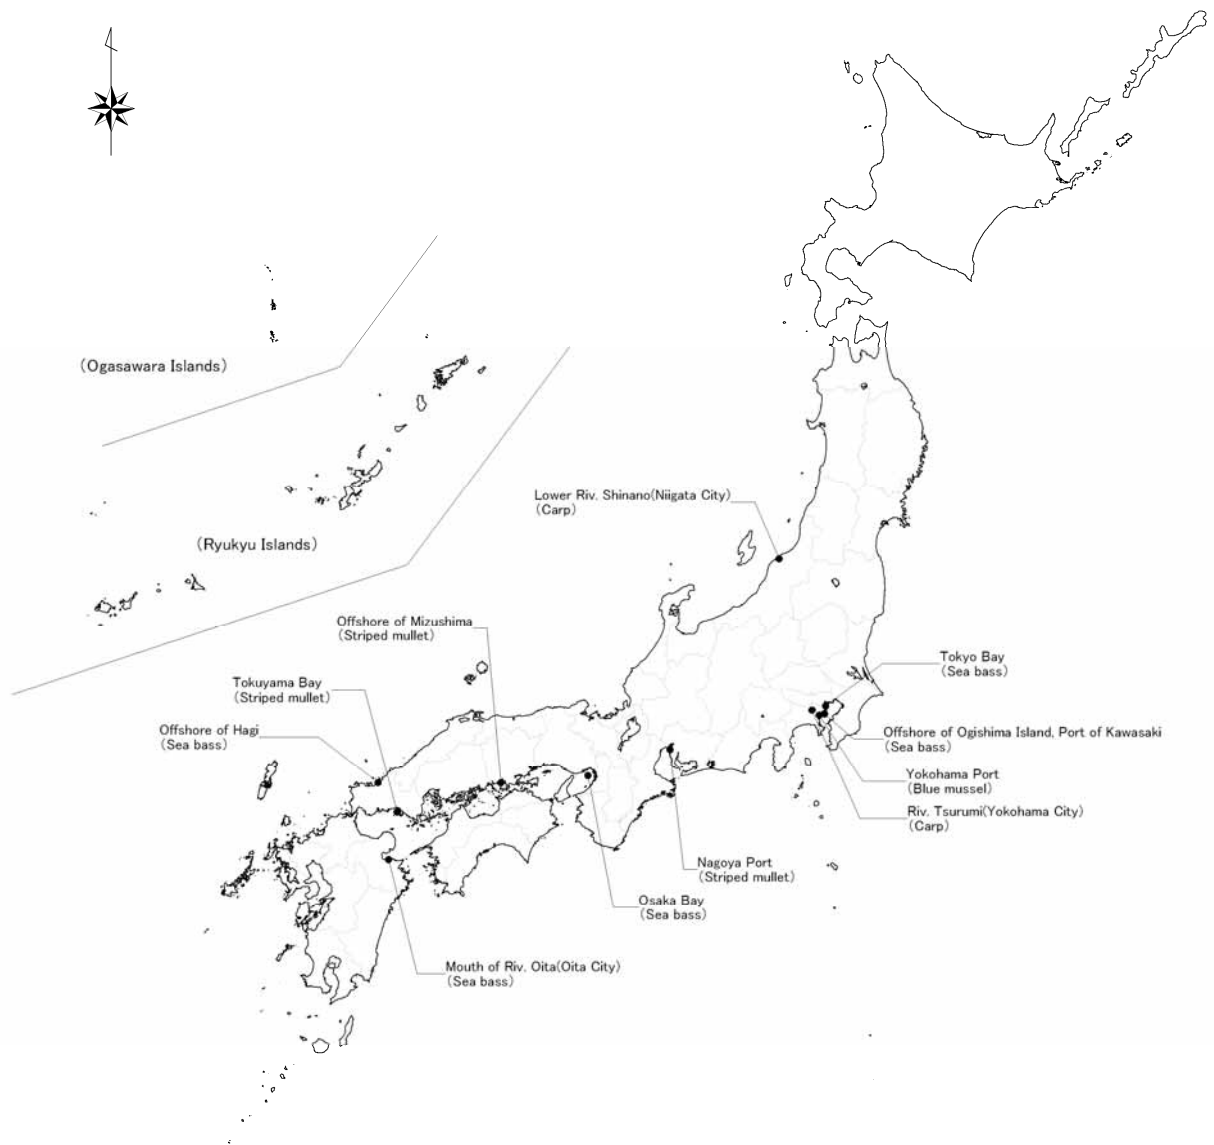 (Ogasawara Islands)
(Ryukyu Islands)
Lower Riv. Shinano(Niigata City)
(Carp)
Offshore of Mizushima
(Striped mullet)
Tokuyama Bay
(Striped mullet)
Offshore of Hagi
(Sea bass)
Tokyo Bay
(Sea bass)
Offshore of Ogishima Island, Port of Kawasaki
(Sea bass)
Yokohama Port
(Blue mussel)
Riv. Tsurumi(Yokohama City)
(Carp)
Nagoya Port
(Striped mullet)
Osaka Bay
(Sea bass)
Mouth of Riv. Oita(Oita City)
(Sea bass)